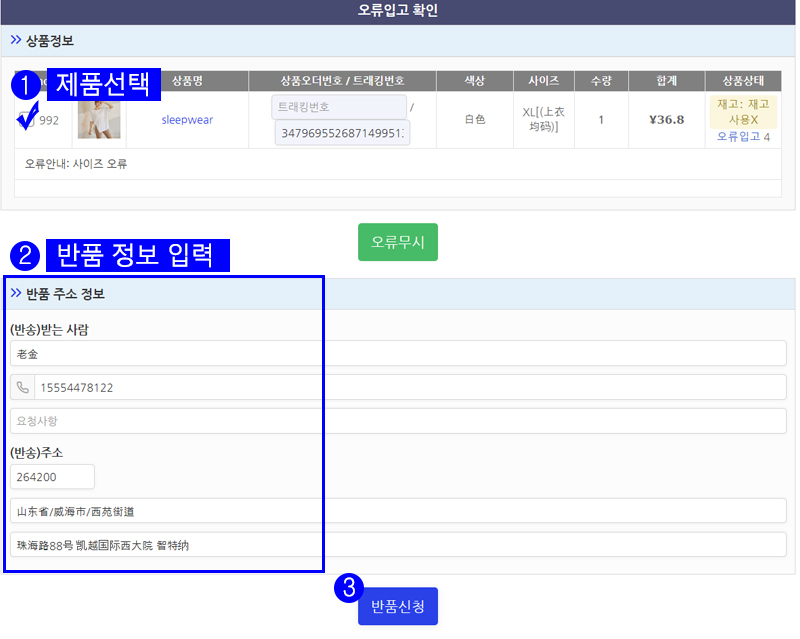 오류입고 확인
» 상품정보
1 제품선택
상품명 상품오더번호 / 트래킹번호 색상 사이즈 수량 합계 상품상태
992 sleepwear 트래킹번호 / 白色 XL[(上衣 1 ¥36.8 재고: 재고
347969552687149951 均码)] 사용X
오류입고 4
오류안내: 사이즈 오류
오류무시
2 반품 정보 입력
» 반품 주소 정보
(반송)받는 사람
老金
15554478122
요청사항
(반송)주소
264200
山东省/威海市/西苑街道
珠海路88号 凯越国际西大院 智特纳
3
반품신청